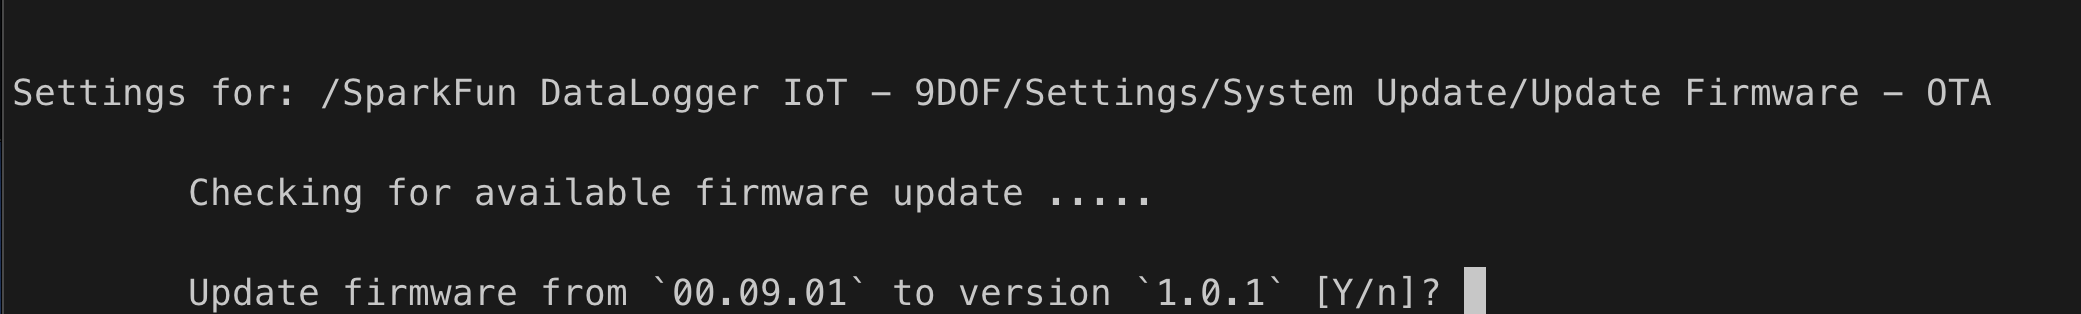 Settings for: /SparkFun DataLogger IoT – 9DOF/Settings/System Update/Update Firmware – OTA
Checking for available firmware update .....
Update firmware from `00.09.01` to version `1.0.1` [Y/n]?